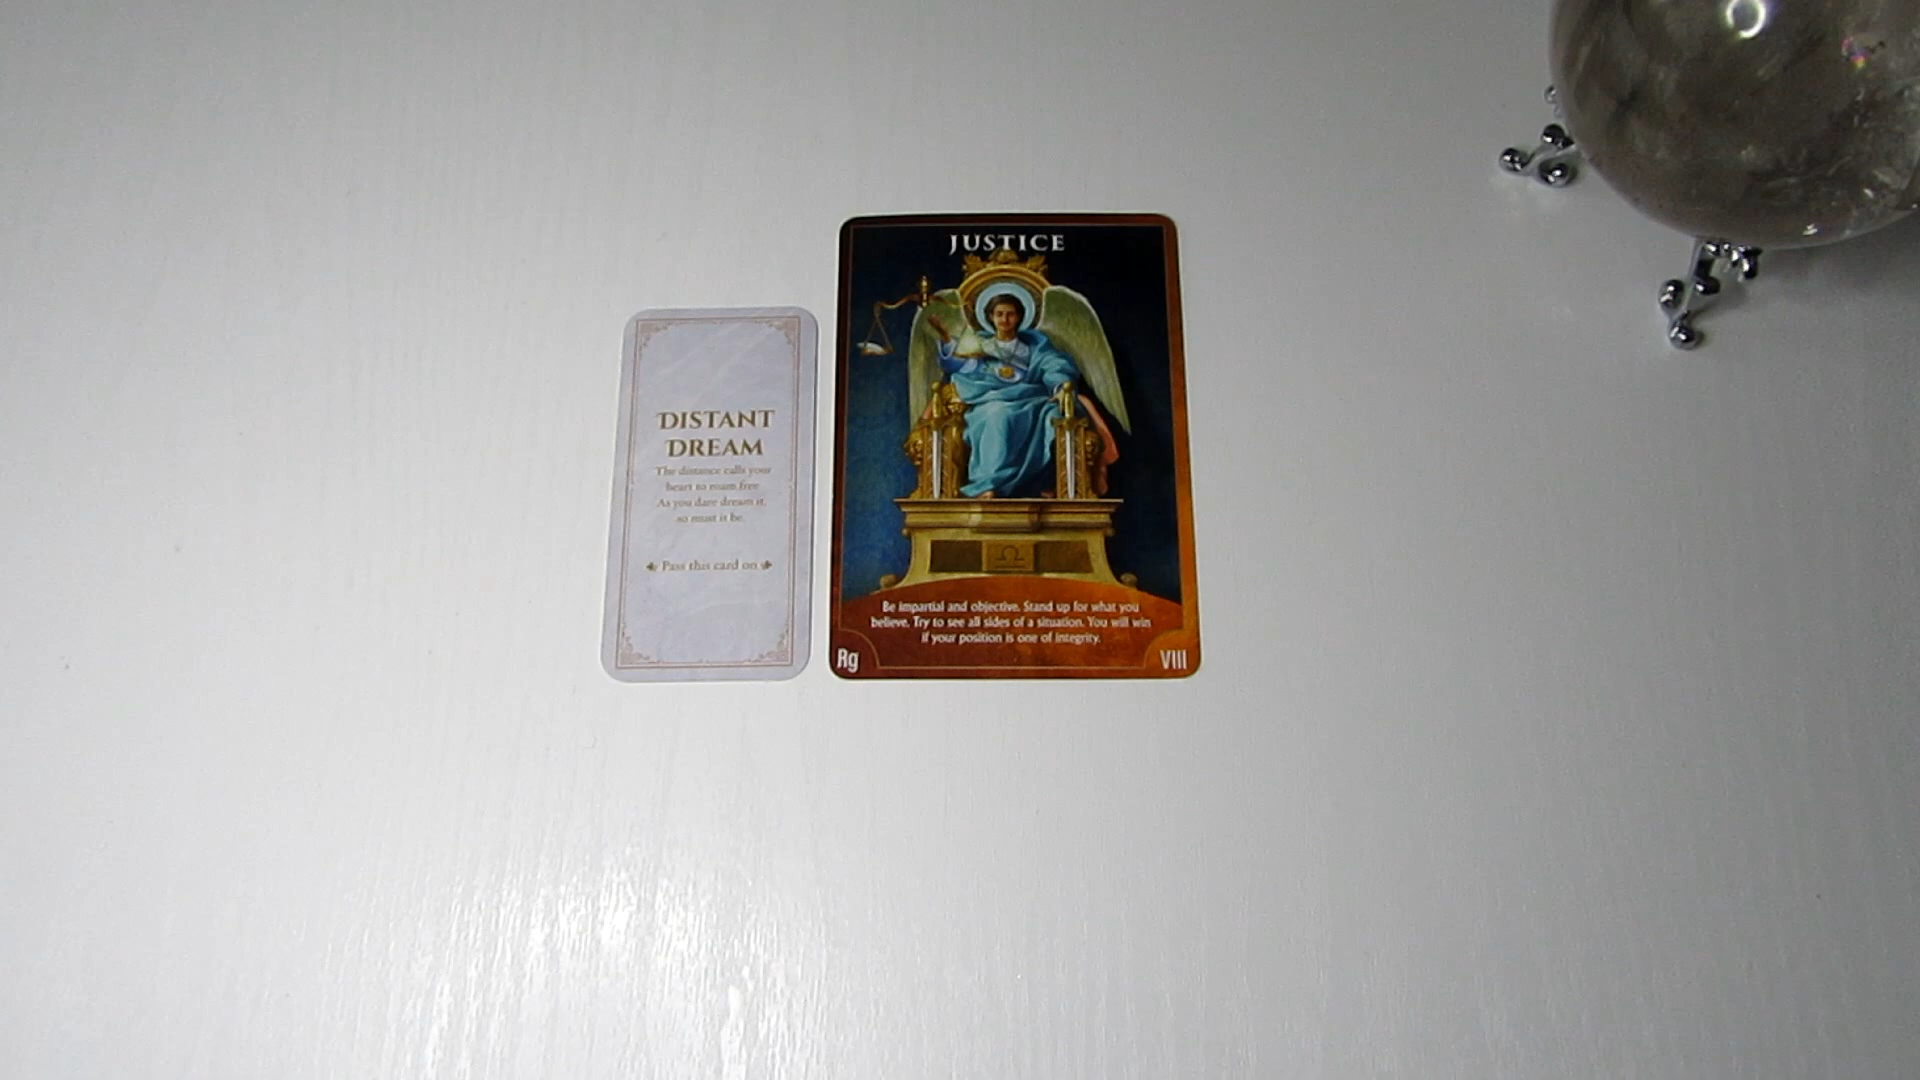 DISTANT
DREAM
The distance calls your
heart to roam free
As you dare dream it,
so must it be.
Pass this card on
JUSTICE
Be impartial and objective. Stand up for what you
believe. Try to see all sides of a situation. You will win
if your position is one of integrity.
Rg
VIII